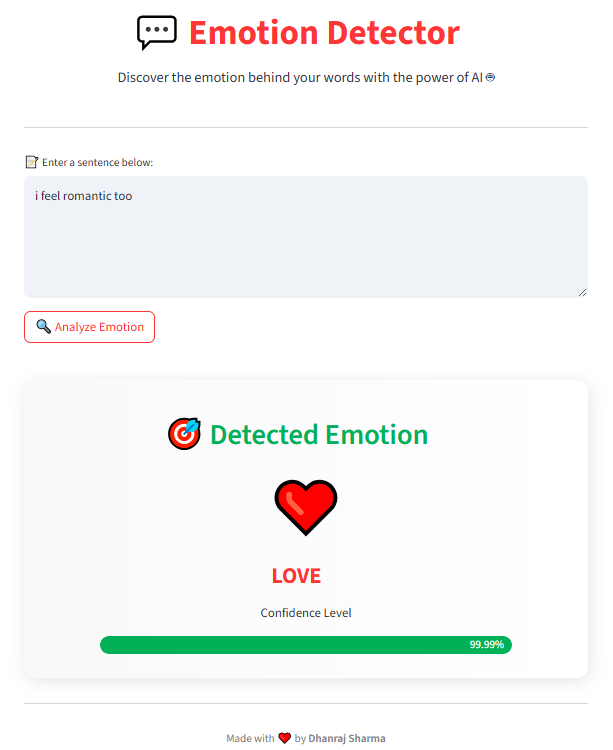 Emotion Detector
Discover the emotion behind your words with the power of AI
Enter a sentence below:
i feel romantic too
Analyze Emotion
Detected Emotion
LOVE
Confidence Level
99.99%
Made with ❤️ by Dhanraj Sharma